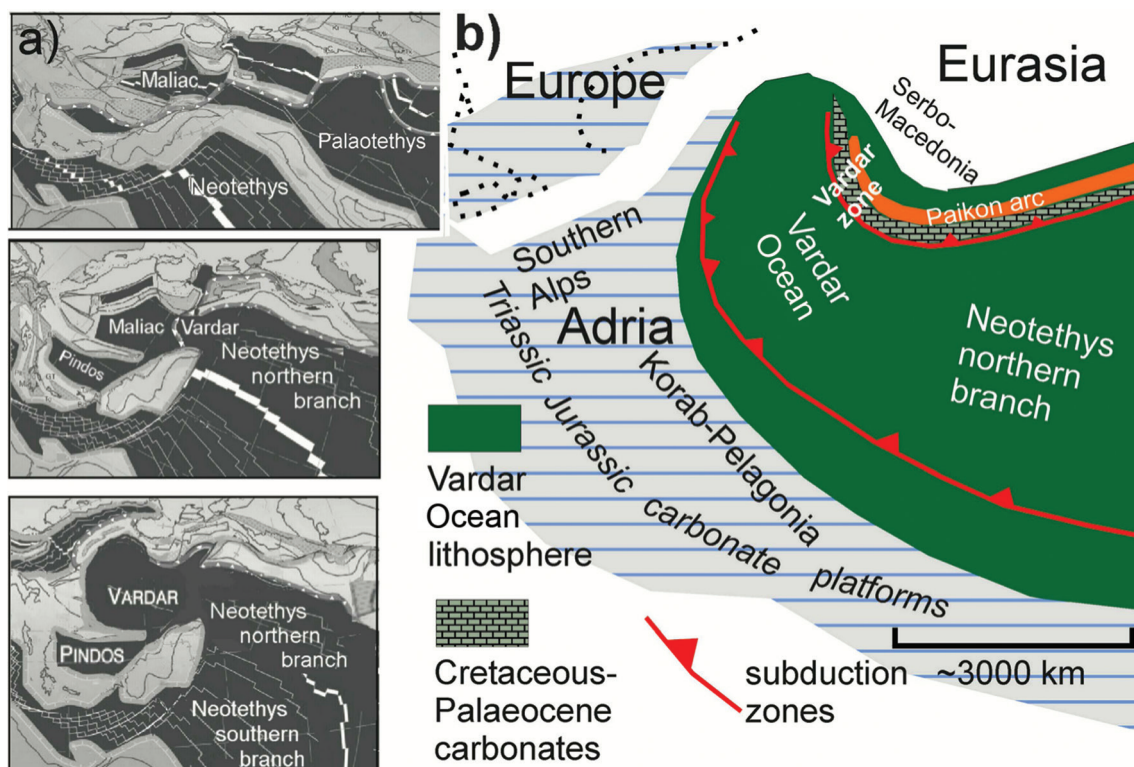 a)
Maliac
Palaotethys
Neotethys
Maliac
Vardar
Pindos
Neotethys
northern
branch
VARDAR
PINDOS
Neotethys
northern
branch
Neotethys
southern
branch
b)
Europe
Eurasia
Serbo-
Macedonia
Vardar
zone
Paikon arc
Vardar
Ocean
Neotethys
northern
branch
Southern
Alps
Adria
Triassic Jurassic carbonate platforms
Korab-Pelagonia
Vardar
Ocean
lithosphere
Cretaceous-
Palaeocene
carbonates
subduction
zones
~3000 km